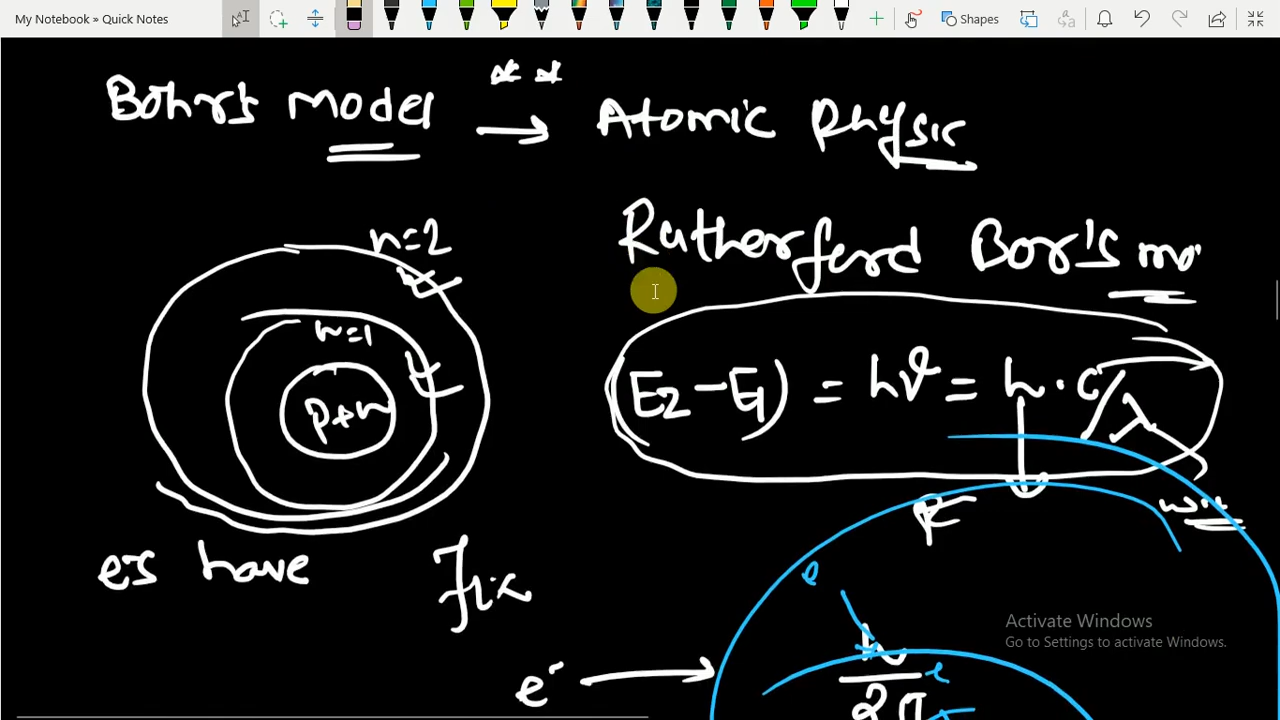 My Notebook » Quick Notes
Shapes
Bohr's model → Atomic Physic
n=2
n=1
p+n
Rutherford Bor's mo
(E2-E1) = hν = h·c/λ
e
h
2π
e
e-s have fix
e- →
Activate Windows
Go to Settings to activate Windows.